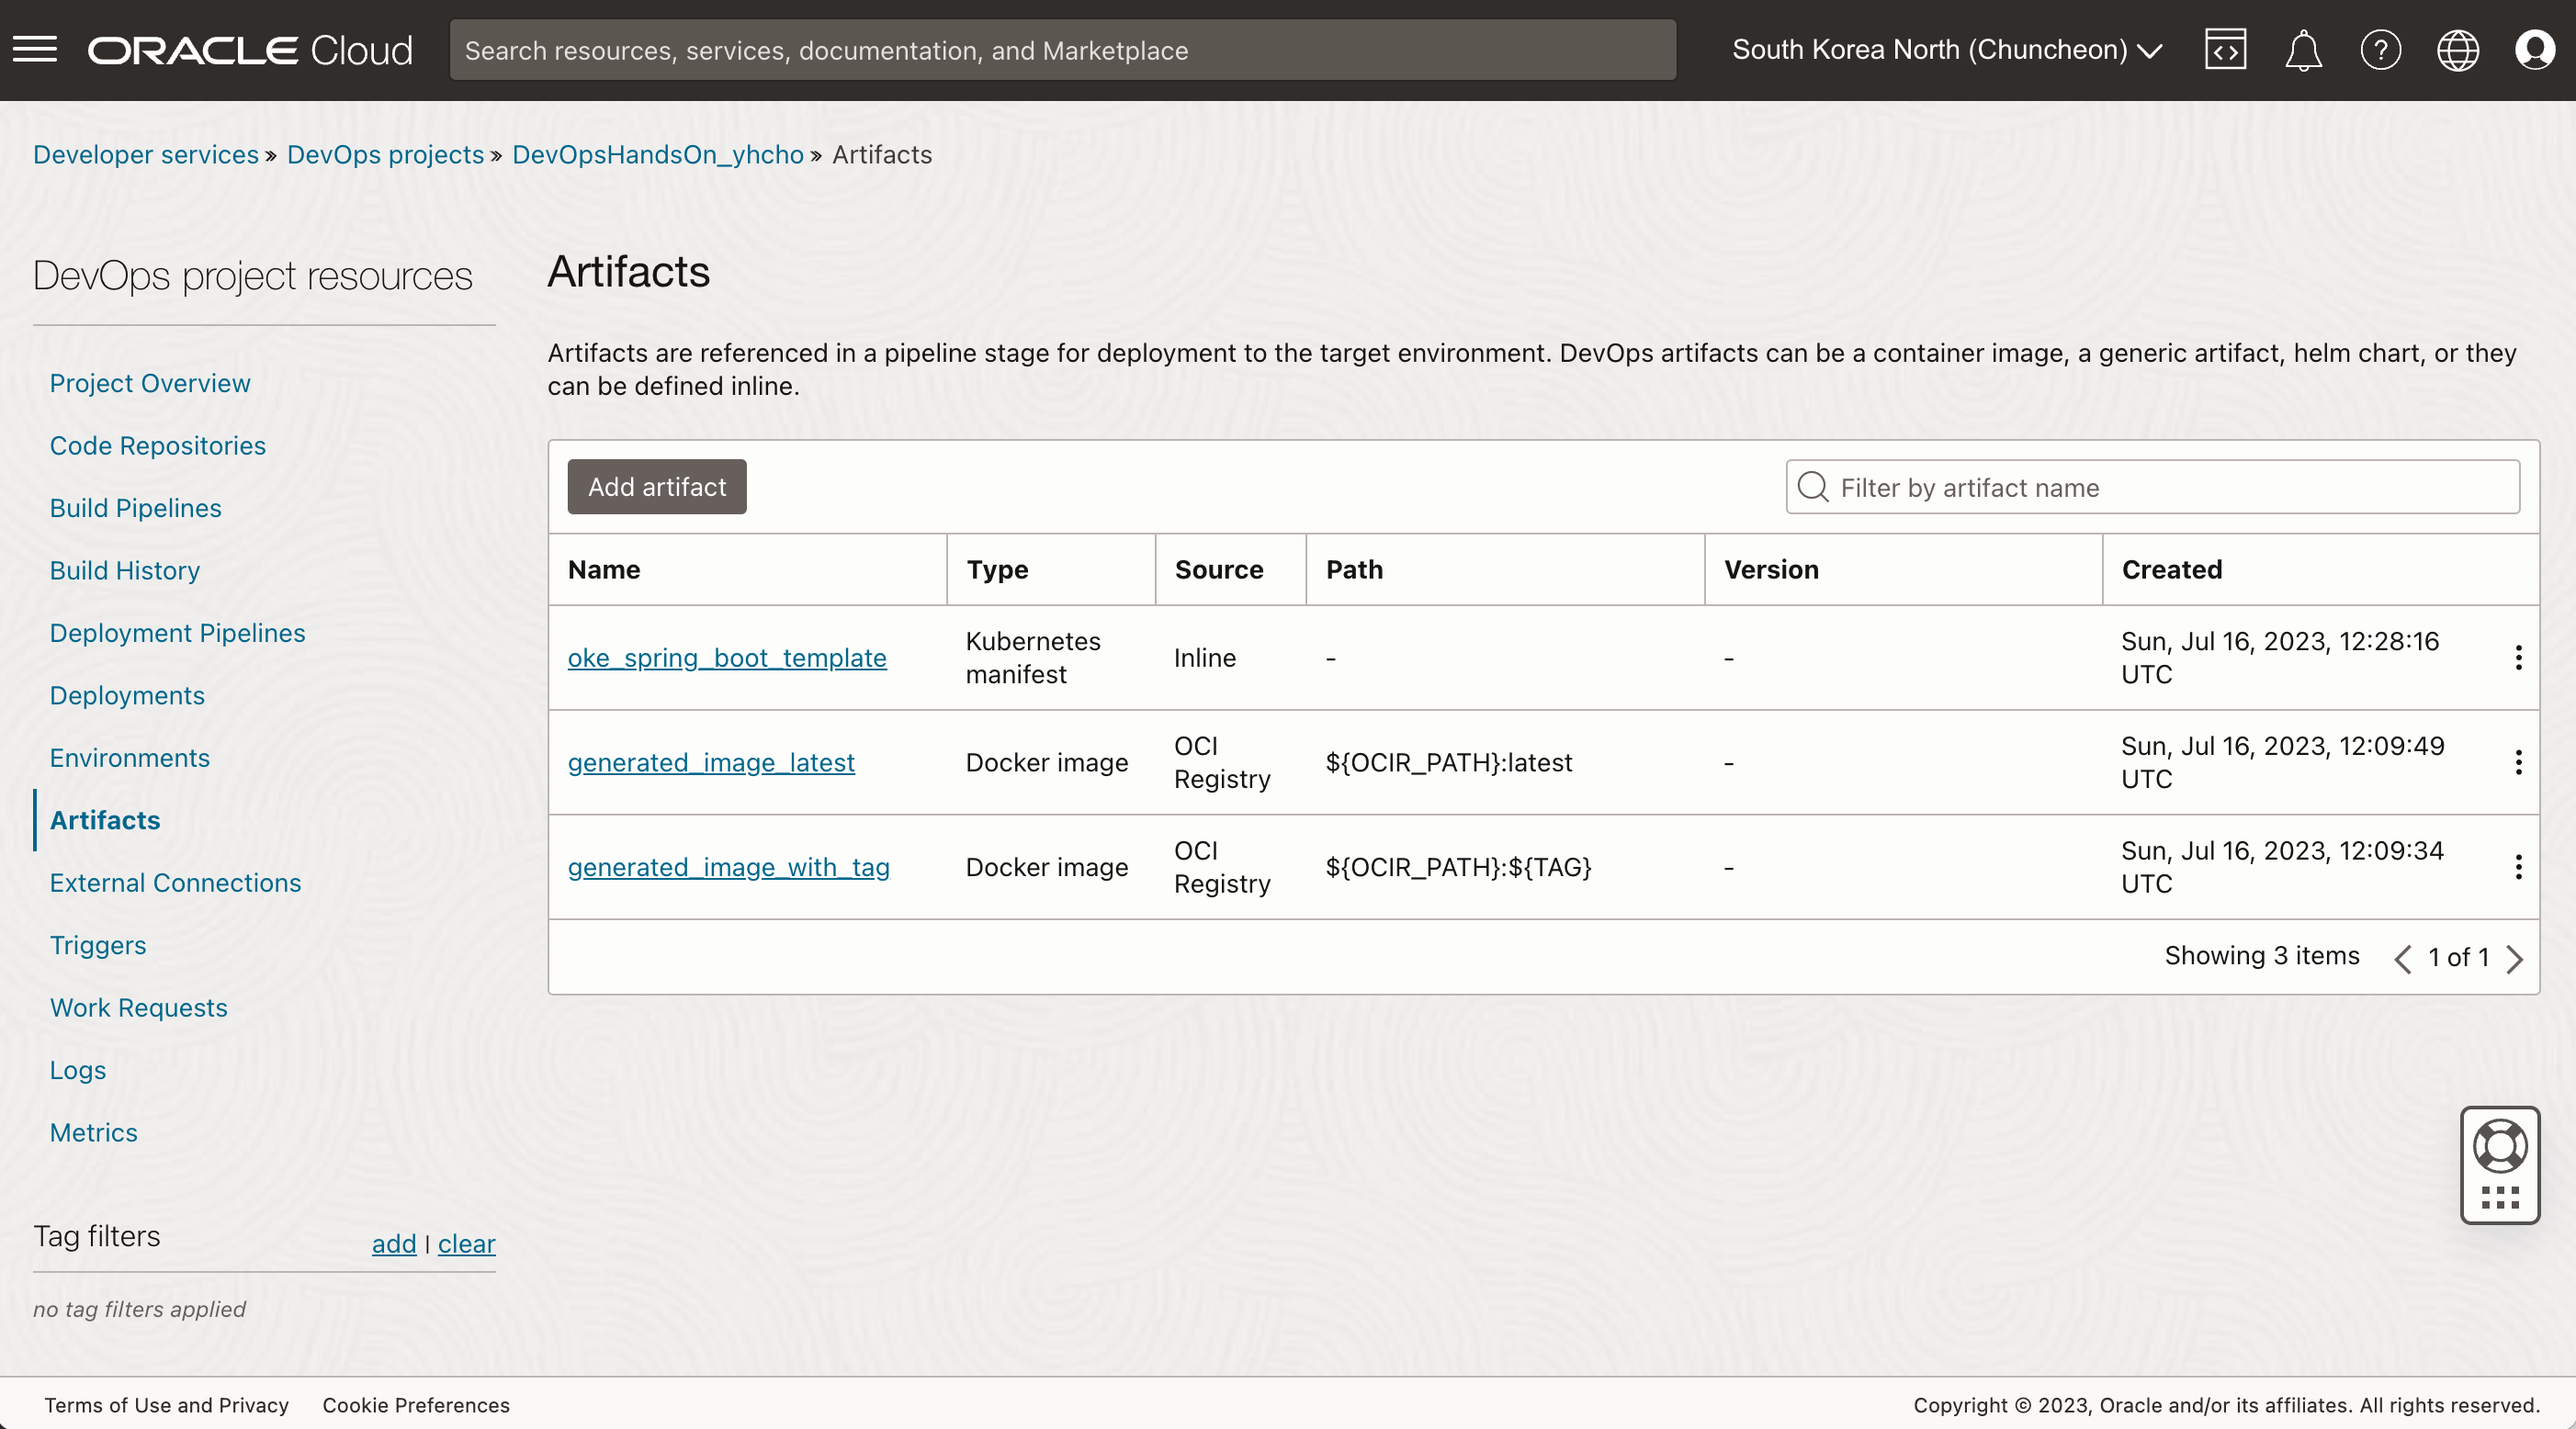 ORACLE Cloud
Search resources, services, documentation, and Marketplace
South Korea North (Chuncheon)
Developer services » DevOps projects » DevOpsHandsOn_yhcho » Artifacts
DevOps project resources
Project Overview
Code Repositories
Build Pipelines
Build History
Deployment Pipelines
Deployments
Environments
Artifacts
External Connections
Triggers
Work Requests
Logs
Metrics
Tag filters
add | clear
no tag filters applied
Artifacts
Artifacts are referenced in a pipeline stage for deployment to the target environment. DevOps artifacts can be a container image, a generic artifact, helm chart, or they
can be defined inline.
Add artifact
Filter by artifact name
Name Type Source Path Version Created
oke_spring_boot_template Kubernetes manifest Inline - - Sun, Jul 16, 2023, 12:28:16 UTC
generated_image_latest Docker image OCI Registry ${OCIR_PATH}:latest - Sun, Jul 16, 2023, 12:09:49 UTC
generated_image_with_tag Docker image OCI Registry ${OCIR_PATH}:${TAG} - Sun, Jul 16, 2023, 12:09:34 UTC
Showing 3 items 1 of 1
Terms of Use and Privacy Cookie Preferences
Copyright © 2023, Oracle and/or its affiliates. All rights reserved.